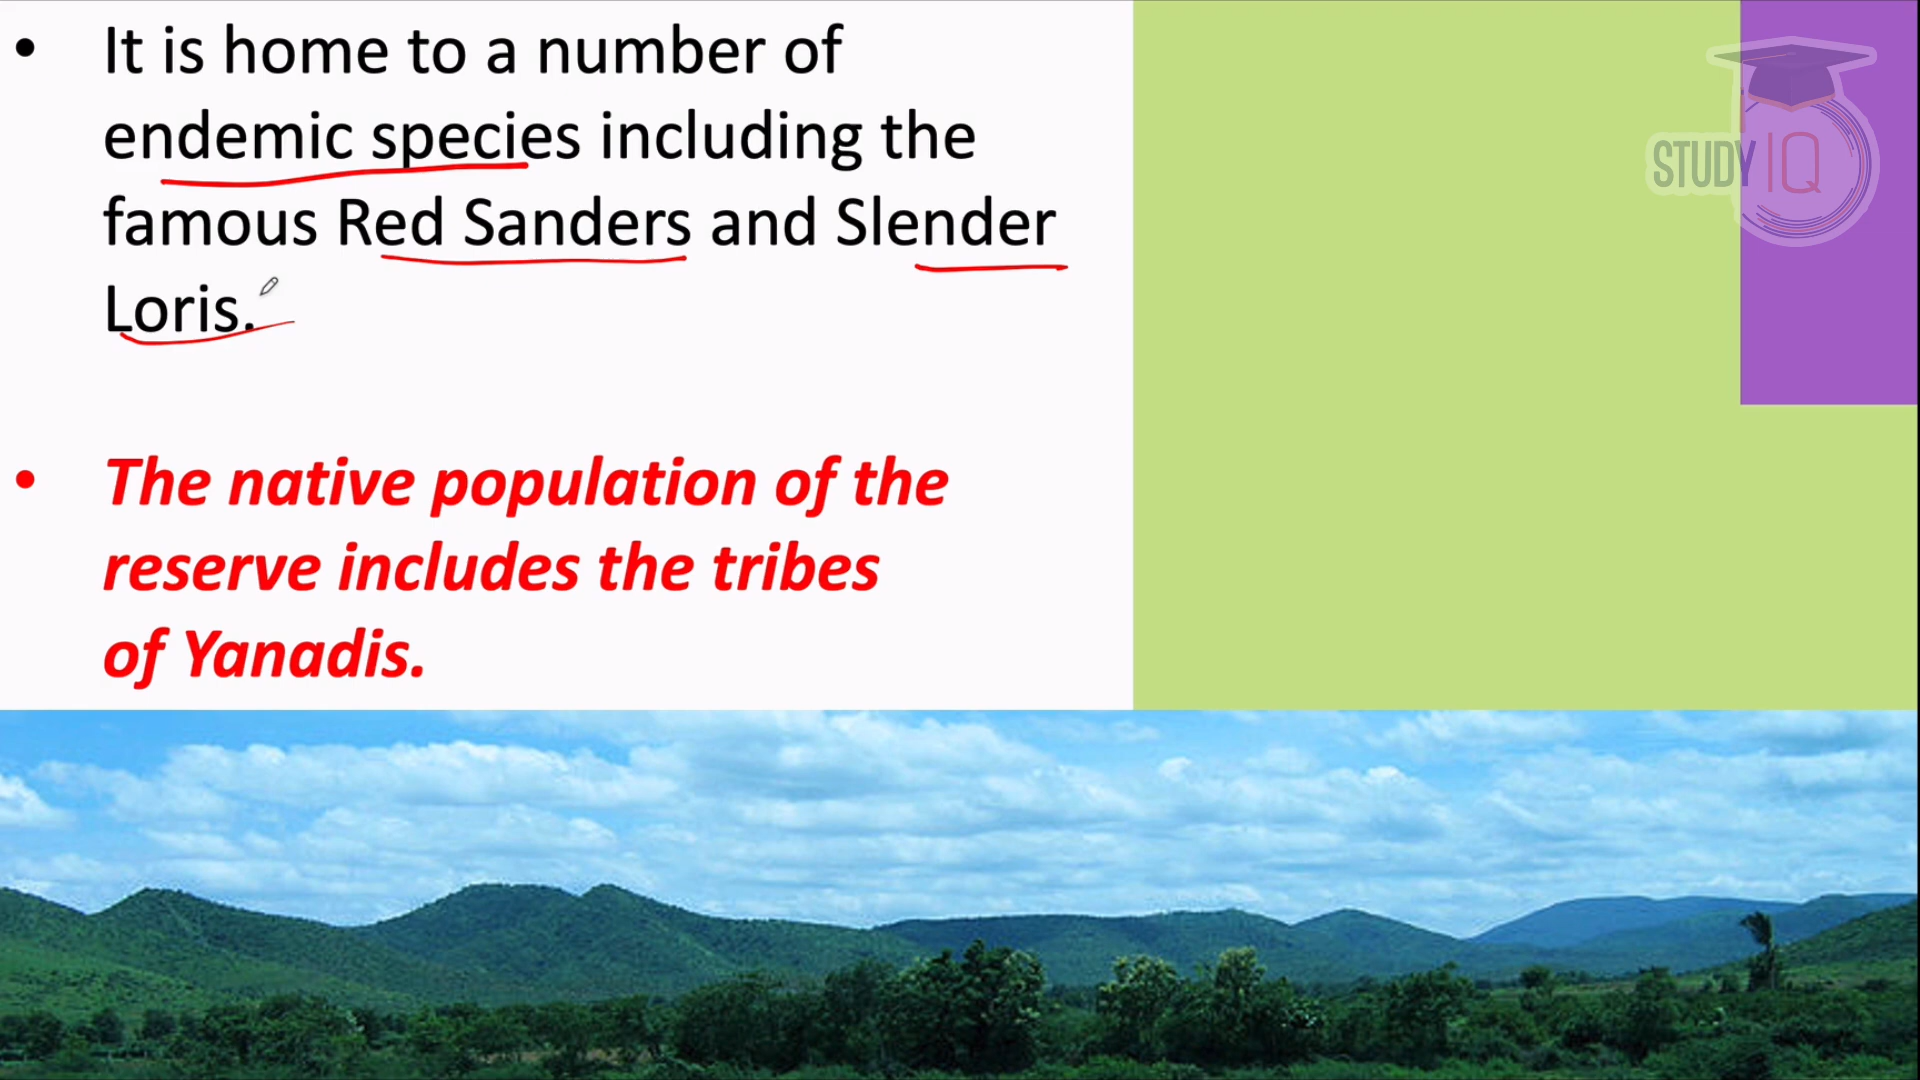 • It is home to a number of
endemic species including the
famous Red Sanders and Slender
Loris.
• The native population of the
reserve includes the tribes
of Yanadis.
STUDY IQ